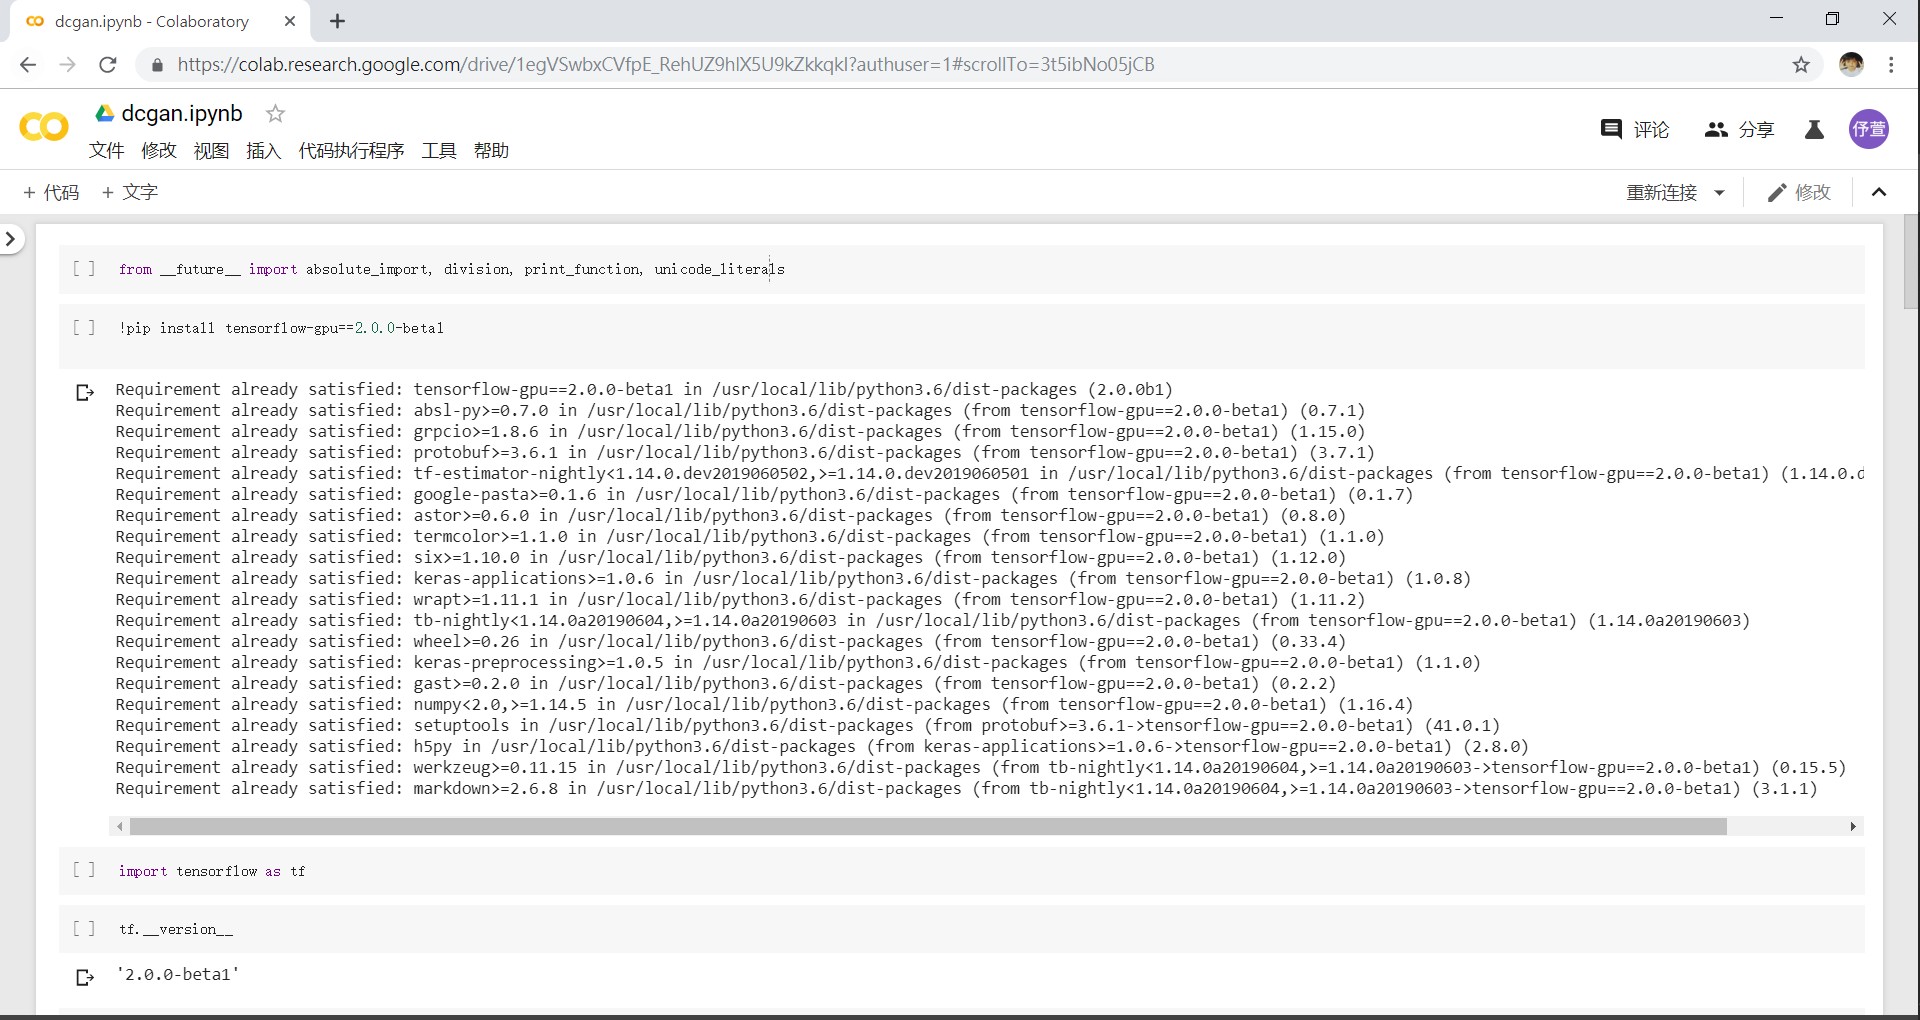 dcgan.ipynb - Colaboratory
https://colab.research.google.com/drive/1egVSwbxCVfpE_RehUZ9hlX5U9kZkkqkI?authuser=1#scrollTo=3t5ibNo05jCB
dcgan.ipynb
评论 分享 伃萱
文件 修改 视图 插入 代码执行程序 工具 帮助
+ 代码 + 文字 重新连接 修改
[ ] from __future__ import absolute_import, division, print_function, unicode_literals
[ ] !pip install tensorflow-gpu==2.0.0-beta1
Requirement already satisfied: tensorflow-gpu==2.0.0-beta1 in /usr/local/lib/python3.6/dist-packages (2.0.0b1)
Requirement already satisfied: absl-py>=0.7.0 in /usr/local/lib/python3.6/dist-packages (from tensorflow-gpu==2.0.0-beta1) (0.7.1)
Requirement already satisfied: grpcio>=1.8.6 in /usr/local/lib/python3.6/dist-packages (from tensorflow-gpu==2.0.0-beta1) (1.15.0)
Requirement already satisfied: protobuf>=3.6.1 in /usr/local/lib/python3.6/dist-packages (from tensorflow-gpu==2.0.0-beta1) (3.7.1)
Requirement already satisfied: tf-estimator-nightly<1.14.0.dev2019060502,>=1.14.0.dev2019060501 in /usr/local/lib/python3.6/dist-packages (from tensorflow-gpu==2.0.0-beta1) (1.14.0.d
Requirement already satisfied: google-pasta>=0.1.6 in /usr/local/lib/python3.6/dist-packages (from tensorflow-gpu==2.0.0-beta1) (0.1.7)
Requirement already satisfied: astor>=0.6.0 in /usr/local/lib/python3.6/dist-packages (from tensorflow-gpu==2.0.0-beta1) (0.8.0)
Requirement already satisfied: termcolor>=1.1.0 in /usr/local/lib/python3.6/dist-packages (from tensorflow-gpu==2.0.0-beta1) (1.1.0)
Requirement already satisfied: six>=1.10.0 in /usr/local/lib/python3.6/dist-packages (from tensorflow-gpu==2.0.0-beta1) (1.12.0)
Requirement already satisfied: keras-applications>=1.0.6 in /usr/local/lib/python3.6/dist-packages (from tensorflow-gpu==2.0.0-beta1) (1.0.8)
Requirement already satisfied: wrapt>=1.11.1 in /usr/local/lib/python3.6/dist-packages (from tensorflow-gpu==2.0.0-beta1) (1.11.2)
Requirement already satisfied: tb-nightly<1.14.0a20190604,>=1.14.0a20190603 in /usr/local/lib/python3.6/dist-packages (from tensorflow-gpu==2.0.0-beta1) (1.14.0a20190603)
Requirement already satisfied: wheel>=0.26 in /usr/local/lib/python3.6/dist-packages (from tensorflow-gpu==2.0.0-beta1) (0.33.4)
Requirement already satisfied: keras-preprocessing>=1.0.5 in /usr/local/lib/python3.6/dist-packages (from tensorflow-gpu==2.0.0-beta1) (1.1.0)
Requirement already satisfied: gast>=0.2.0 in /usr/local/lib/python3.6/dist-packages (from tensorflow-gpu==2.0.0-beta1) (0.2.2)
Requirement already satisfied: numpy<2.0,>=1.14.5 in /usr/local/lib/python3.6/dist-packages (from tensorflow-gpu==2.0.0-beta1) (1.16.4)
Requirement already satisfied: setuptools in /usr/local/lib/python3.6/dist-packages (from protobuf>=3.6.1->tensorflow-gpu==2.0.0-beta1) (41.0.1)
Requirement already satisfied: h5py in /usr/local/lib/python3.6/dist-packages (from keras-applications>=1.0.6->tensorflow-gpu==2.0.0-beta1) (2.8.0)
Requirement already satisfied: werkzeug>=0.11.15 in /usr/local/lib/python3.6/dist-packages (from tb-nightly<1.14.0a20190604,>=1.14.0a20190603->tensorflow-gpu==2.0.0-beta1) (0.15.5)
Requirement already satisfied: markdown>=2.6.8 in /usr/local/lib/python3.6/dist-packages (from tb-nightly<1.14.0a20190604,>=1.14.0a20190603->tensorflow-gpu==2.0.0-beta1) (3.1.1)
[ ] import tensorflow as tf
[ ] tf.__version__
'2.0.0-beta1'